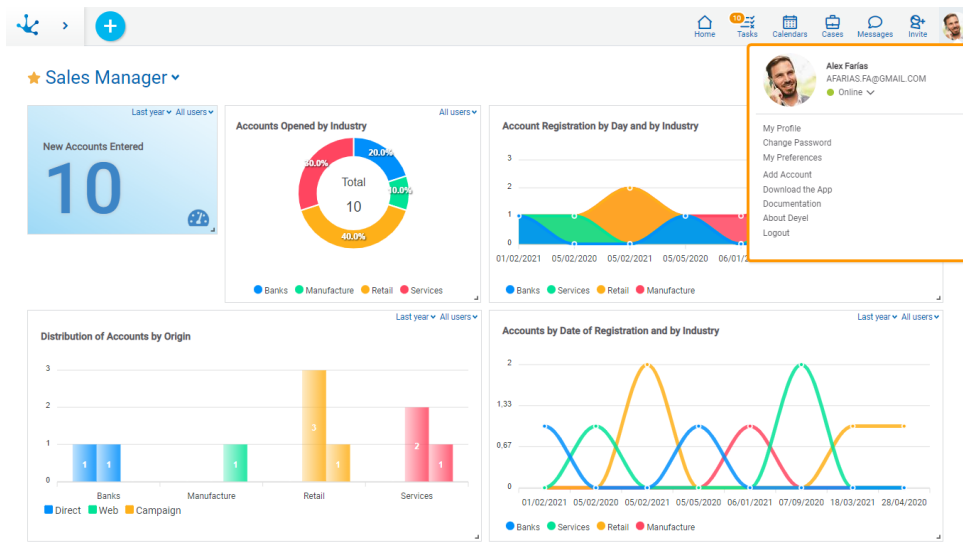 10
Home Tasks Calendars Cases Messages Invite
Alex Farías
AFARIAS.FA@GMAIL.COM
Online
My Profile
Change Password
My Preferences
Add Account
Download the App
Documentation
About Deyel
Logout
Sales Manager
Last year All users
New Accounts Entered
10
All users
Accounts Opened by Industry
20.0%
10.0%
40.0%
30.0%
Total
10
Banks Manufacture Retail Services
Account Registration by Day and by Industry
3
2
1
0
01/02/2021 05/02/2020 05/02/2021 05/05/2020 06/01/2
Banks Services Retail Manufacture
Last year All users
Distribution of Accounts by Origin
3
2
1
0
1 1 1 3 1 2 1
Banks Manufacture Retail Services
Direct Web Campaign
Last year All users
Accounts by Date of Registration and by Industry
2
1,33
0,67
0
01/02/2021 05/02/2020 05/02/2021 05/05/2020 06/01/2021 07/09/2020 18/03/2021 28/04/2020
Banks Services Retail Manufacture